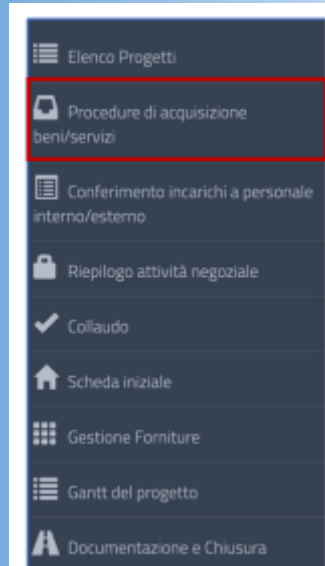 Elenco Progetti
Procedure di acquisizione
beni/servizi
Conferimento incarichi a personale
interno/esterno
Riepilogo attività negoziale
Collaudo
Scheda iniziale
Gestione Forniture
Gantt del progetto
Documentazione e Chiusura